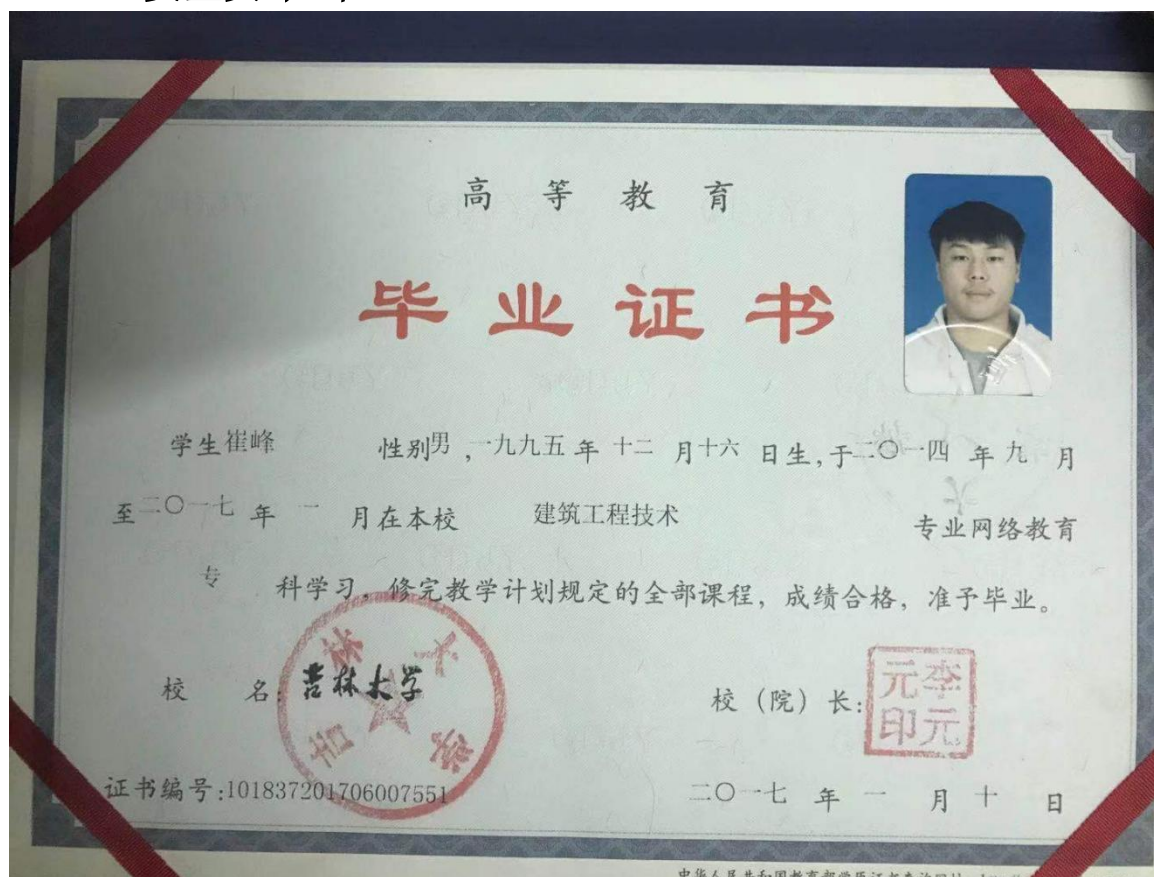 高等教育
毕业证书
学生崔峰 性别男,一九九五年十二月十六日生,于二〇一四年九月
至二〇一七年一月在本校 建筑工程技术 专业网络教育
专 科学习,修完教学计划规定的全部课程,成绩合格,准予毕业。
校 名:吉林大学
吉林大学
校(院)长:
李元元印
证书编号:101837201706007551
二〇一七年一月十日